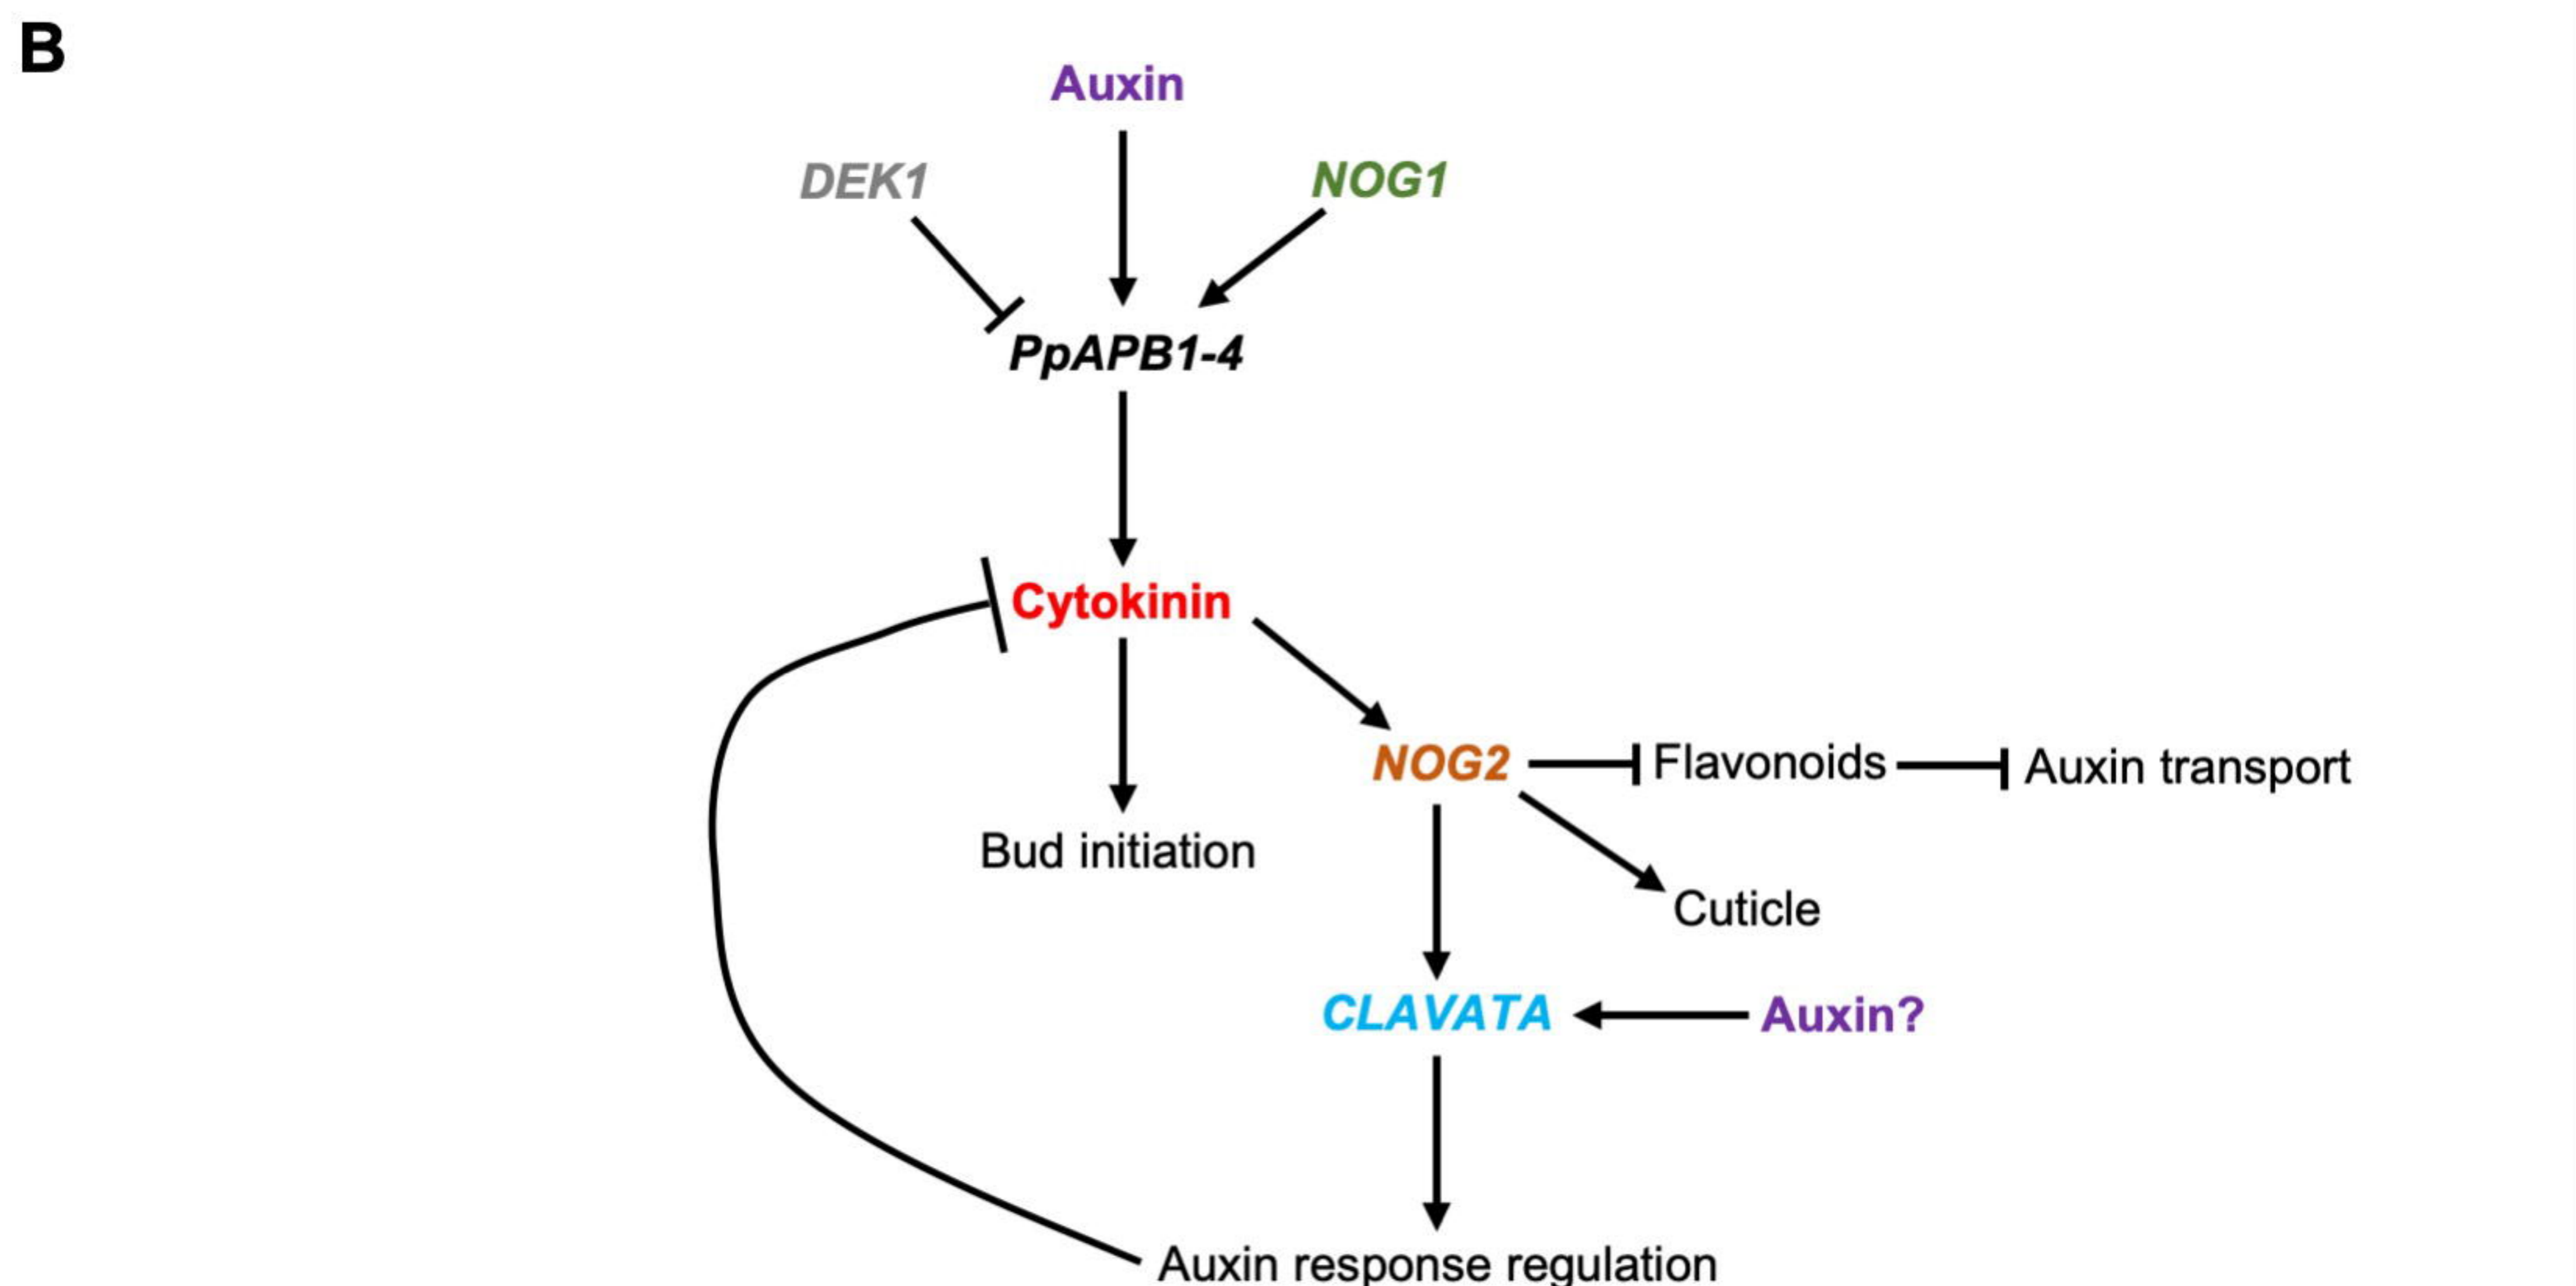 B
Auxin
DEK1
NOG1
PpAPB1-4
Cytokinin
NOG2
Flavonoids
Auxin transport
Bud initiation
Cuticle
CLAVATA
Auxin?
Auxin response regulation